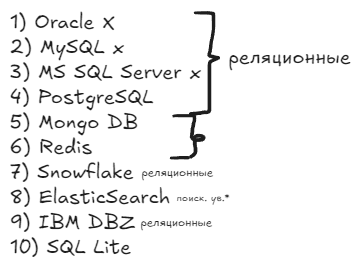 1) Oracle x
2) MySQL x
3) MS SQL Server x
реляционные
4) PostgreSQL
5) Mongo DB
6) Redis
7) Snowflake реляционные
8) ElasticSearch поиск. ув.*
9) IBM DBZ реляционные
10) SQL Lite